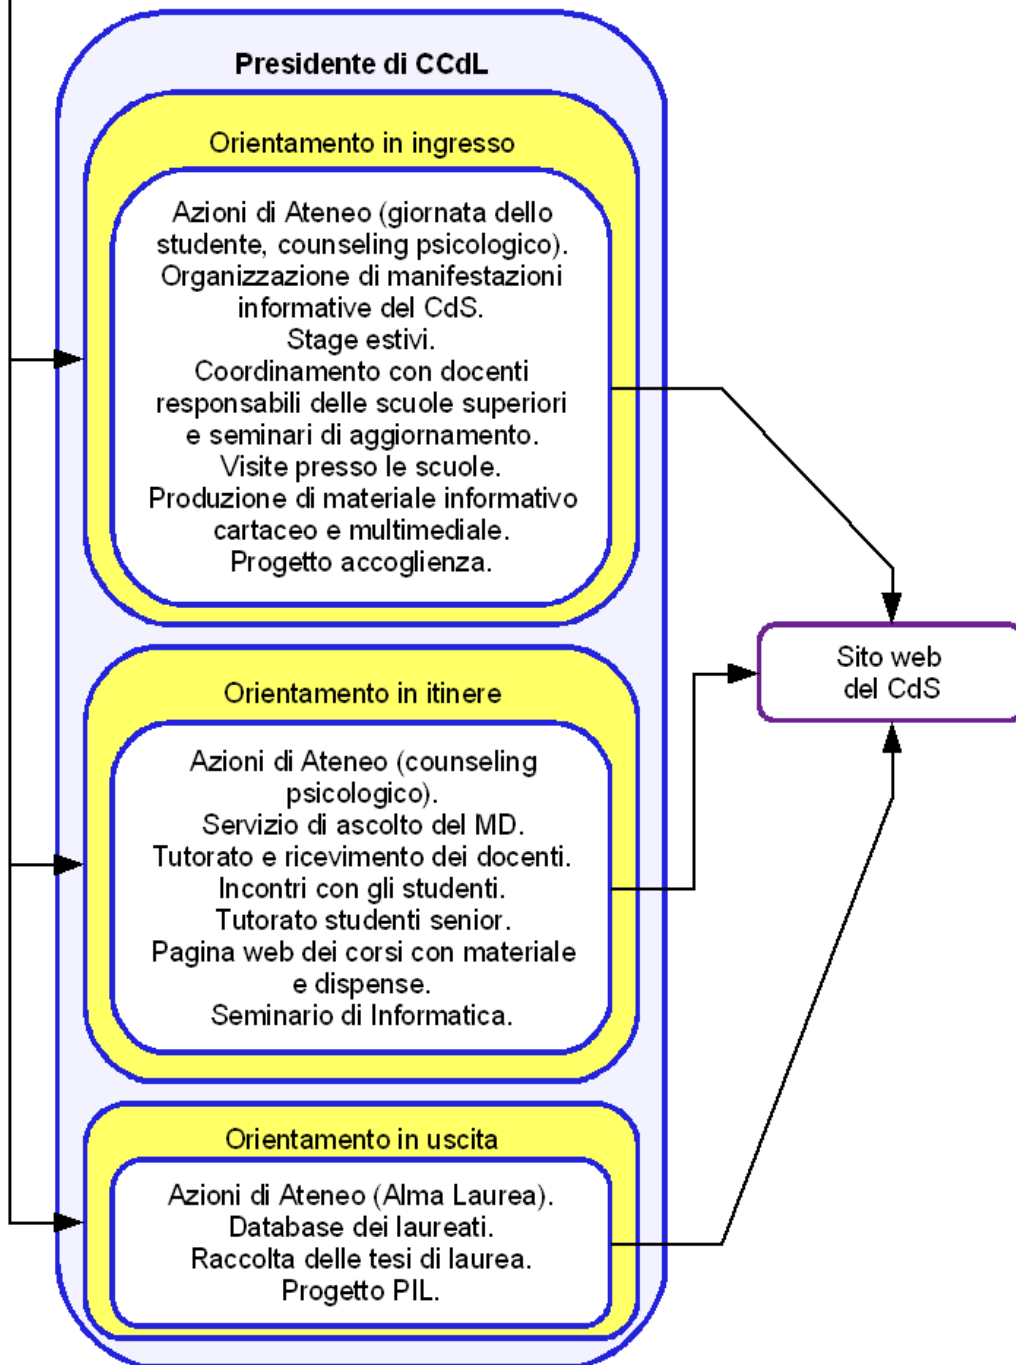 Presidente di CCdL
Orientamento in ingresso
Azioni di Ateneo (giornata dello
studente, counseling psicologico).
Organizzazione di manifestazioni
informative del CdS.
Stage estivi.
Coordinamento con docenti
responsabili delle scuole superiori
e seminari di aggiornamento.
Visite presso le scuole.
Produzione di materiale informativo
cartaceo e multimediale.
Progetto accoglienza.
Sito web
del CdS
Orientamento in itinere
Azioni di Ateneo (counseling
psicologico).
Servizio di ascolto del MD.
Tutorato e ricevimento dei docenti.
Incontri con gli studenti.
Tutorato studenti senior.
Pagina web dei corsi con materiale
e dispense.
Seminario di Informatica.
Orientamento in uscita
Azioni di Ateneo (Alma Laurea).
Database dei laureati.
Raccolta delle tesi di laurea.
Progetto PIL.